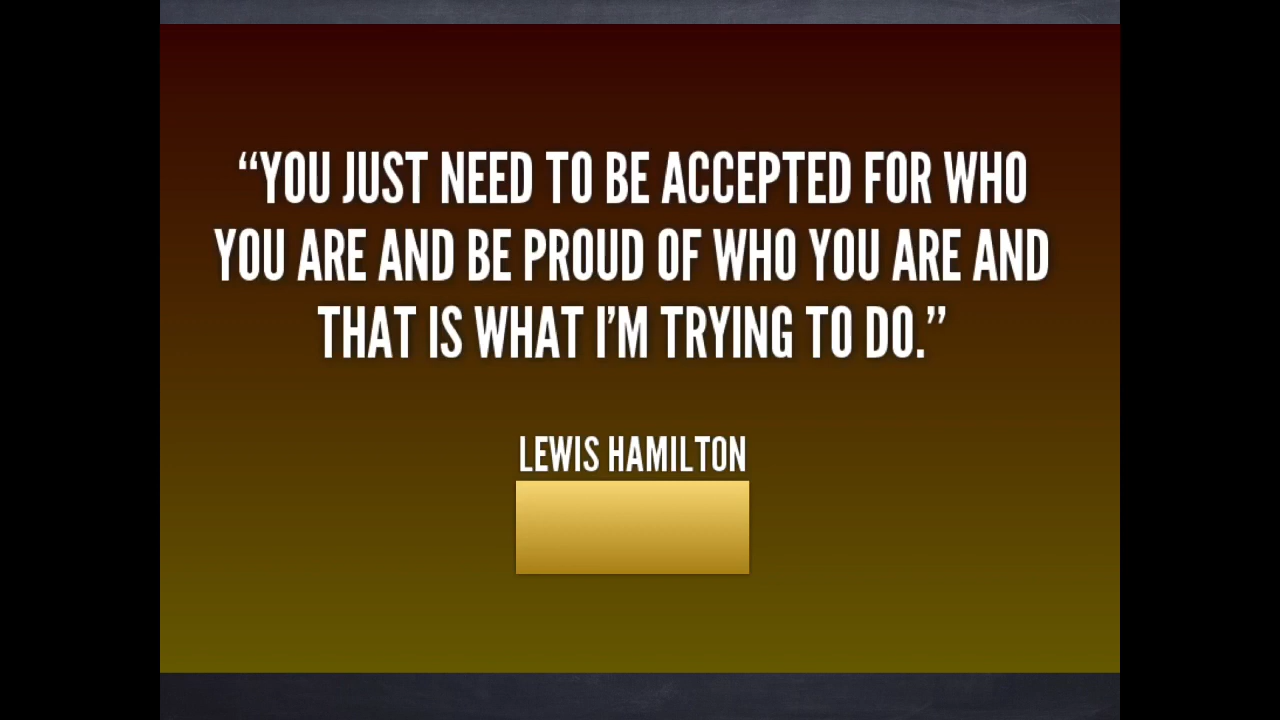 “YOU JUST NEED TO BE ACCEPTED FOR WHO
YOU ARE AND BE PROUD OF WHO YOU ARE AND
THAT IS WHAT I’M TRYING TO DO.”
LEWIS HAMILTON